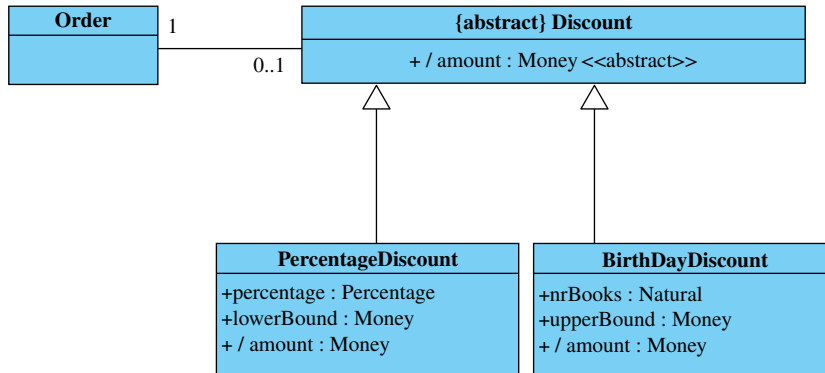 Order
1
0..1
{abstract} Discount
+ / amount : Money <<abstract>>
PercentageDiscount
+percentage : Percentage
+lowerBound : Money
+ / amount : Money
BirthDayDiscount
+nrBooks : Natural
+upperBound : Money
+ / amount : Money